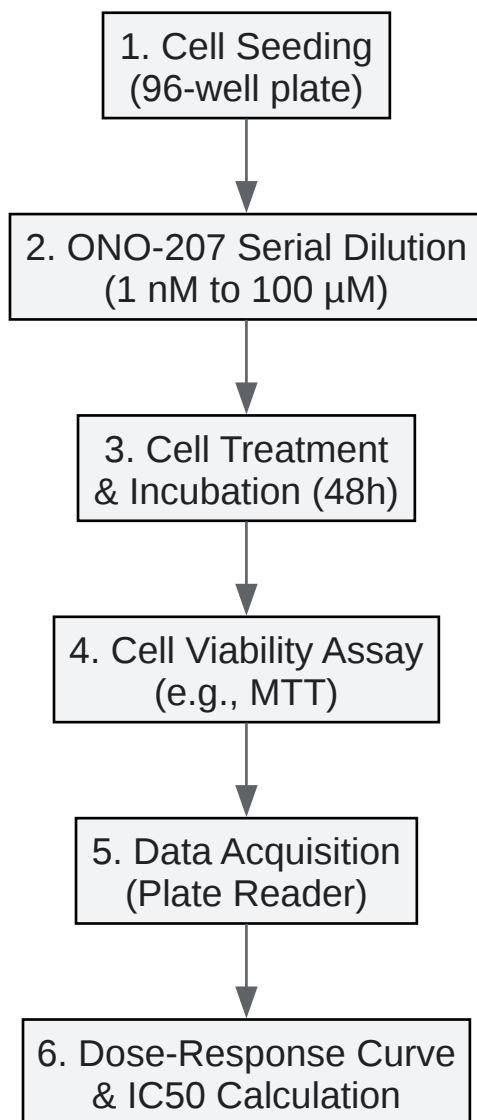 1. Cell Seeding
(96-well plate)
2. ONO-207 Serial Dilution
(1 nM to 100 µM)
3. Cell Treatment
& Incubation (48h)
4. Cell Viability Assay
(e.g., MTT)
5. Data Acquisition
(Plate Reader)
6. Dose-Response Curve
& IC50 Calculation